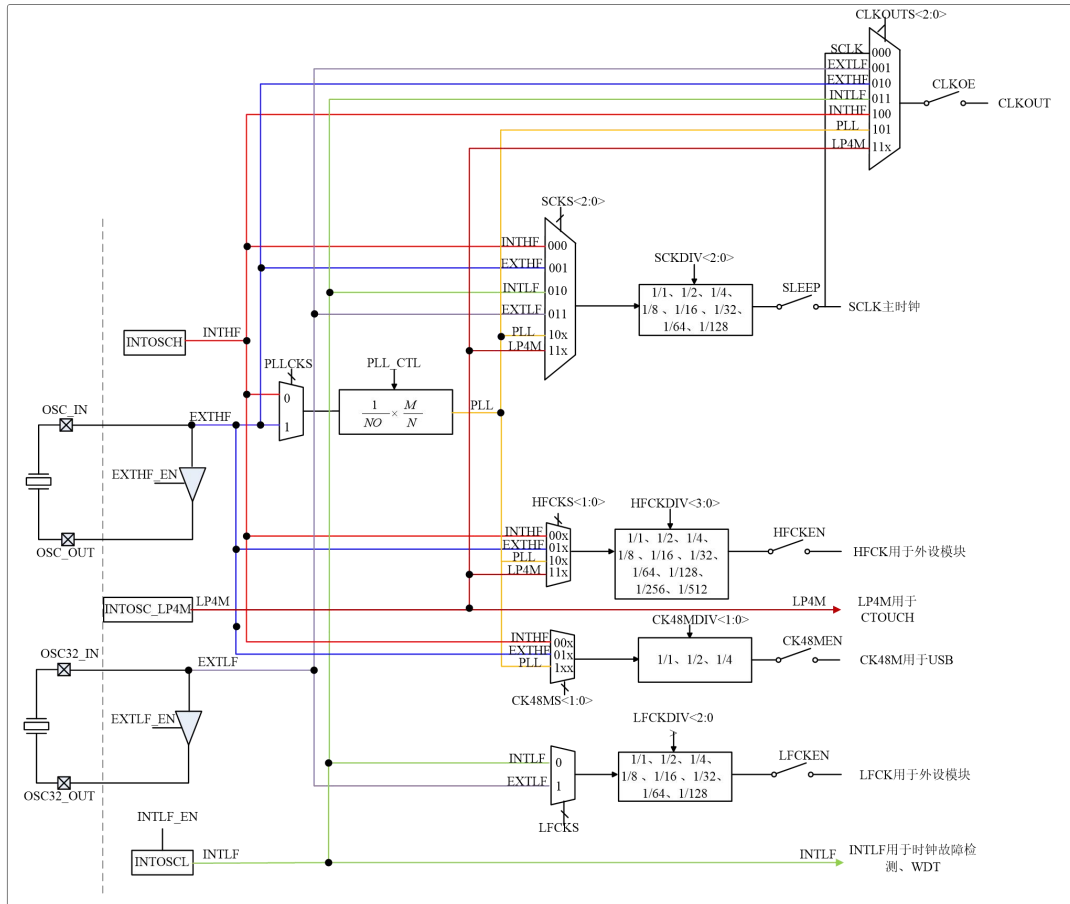 CLKOUTS<2:0>
SCLK 000
EXTLF 001
EXTHF 010
INTLF 011
INTHF 100
PLL 101
LP4M 11x
CLKOE
CLKOUT
SCKS<2:0>
INTHF 000
EXTHF 001
INTLF 010
EXTLF 011
PLL 10x
LP4M 11x
SCKDIV<2:0>
1/1、1/2、1/4、
1/8、1/16、1/32、
1/64、1/128
SLEEP
SCLK主时钟
INTOSCH
INTHF
PLLCKS
0
1
PLL_CTL
1/NO × M/N
PLL
OSC_IN
EXTHF
EXTHF_EN
OSC_OUT
HFCKS<1:0>
INTHF 00x
EXTHF 01x
PLL 10x
LP4M 11x
HFCKDIV<3:0>
1/1、1/2、1/4、
1/8、1/16、1/32、
1/64、1/128、
1/256、1/512
HFCKEN
HFCK用于外设模块
INTOSC_LP4M
LP4M
LP4M
LP4M用于
CTOUCH
INTHF 00x
EXTHF 01x
PLL 1xx
CK48MS<1:0>
CK48MDIV<1:0>
1/1、1/2、1/4
CK48MEN
CK48M用于USB
OSC32_IN
EXTLF
EXTLF_EN
OSC32_OUT
INTLF 0
EXTLF 1
LFCKS
LFCKDIV<2:0
>
1/1、1/2、1/4、
1/8、1/16、1/32、
1/64、1/128
LFCKEN
LFCK用于外设模块
INTLF_EN
INTOSCL
INTLF
INTLF
INTLF用于时钟故障检
测、WDT